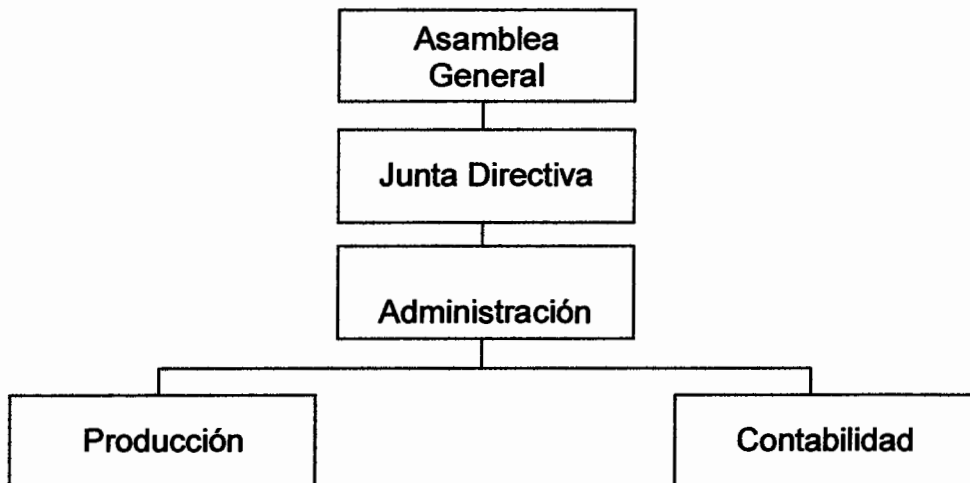 Asamblea
General
Junta Directiva
Administración
Producción
Contabilidad